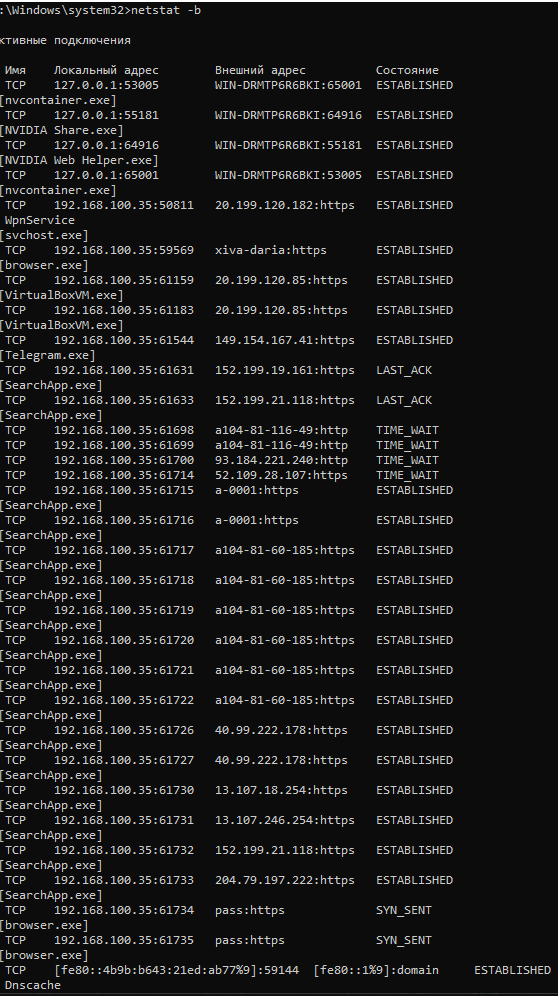 :\Windows\system32>netstat -b
ктивные подключения
Имя Локальный адрес Внешний адрес Состояние
TCP 127.0.0.1:53005 WIN-DRMTP6R6BKI:65001 ESTABLISHED
[nvcontainer.exe]
TCP 127.0.0.1:55181 WIN-DRMTP6R6BKI:64916 ESTABLISHED
[NVIDIA Share.exe]
TCP 127.0.0.1:64916 WIN-DRMTP6R6BKI:55181 ESTABLISHED
[NVIDIA Web Helper.exe]
TCP 127.0.0.1:65001 WIN-DRMTP6R6BKI:53005 ESTABLISHED
[nvcontainer.exe]
TCP 192.168.100.35:50811 20.199.120.182:https ESTABLISHED
WpnService
[svchost.exe]
TCP 192.168.100.35:59569 xiva-daria:https ESTABLISHED
[browser.exe]
TCP 192.168.100.35:61159 20.199.120.85:https ESTABLISHED
[VirtualBoxVM.exe]
TCP 192.168.100.35:61183 20.199.120.85:https ESTABLISHED
[VirtualBoxVM.exe]
TCP 192.168.100.35:61544 149.154.167.41:https ESTABLISHED
[Telegram.exe]
TCP 192.168.100.35:61631 152.199.19.161:https LAST_ACK
[SearchApp.exe]
TCP 192.168.100.35:61633 152.199.21.118:https LAST_ACK
[SearchApp.exe]
TCP 192.168.100.35:61698 a104-81-116-49:http TIME_WAIT
TCP 192.168.100.35:61699 a104-81-116-49:http TIME_WAIT
TCP 192.168.100.35:61700 93.184.221.240:http TIME_WAIT
TCP 192.168.100.35:61714 52.109.28.107:https TIME_WAIT
TCP 192.168.100.35:61715 a-0001:https ESTABLISHED
[SearchApp.exe]
TCP 192.168.100.35:61716 a-0001:https ESTABLISHED
[SearchApp.exe]
TCP 192.168.100.35:61717 a104-81-60-185:https ESTABLISHED
[SearchApp.exe]
TCP 192.168.100.35:61718 a104-81-60-185:https ESTABLISHED
[SearchApp.exe]
TCP 192.168.100.35:61719 a104-81-60-185:https ESTABLISHED
[SearchApp.exe]
TCP 192.168.100.35:61720 a104-81-60-185:https ESTABLISHED
[SearchApp.exe]
TCP 192.168.100.35:61721 a104-81-60-185:https ESTABLISHED
[SearchApp.exe]
TCP 192.168.100.35:61722 a104-81-60-185:https ESTABLISHED
[SearchApp.exe]
TCP 192.168.100.35:61726 40.99.222.178:https ESTABLISHED
[SearchApp.exe]
TCP 192.168.100.35:61727 40.99.222.178:https ESTABLISHED
[SearchApp.exe]
TCP 192.168.100.35:61730 13.107.18.254:https ESTABLISHED
[SearchApp.exe]
TCP 192.168.100.35:61731 13.107.246.254:https ESTABLISHED
[SearchApp.exe]
TCP 192.168.100.35:61732 152.199.21.118:https ESTABLISHED
[SearchApp.exe]
TCP 192.168.100.35:61733 204.79.197.222:https ESTABLISHED
[SearchApp.exe]
TCP 192.168.100.35:61734 pass:https SYN_SENT
[browser.exe]
TCP 192.168.100.35:61735 pass:https SYN_SENT
[browser.exe]
TCP [fe80::4b9b:b643:21ed:ab77%9]:59144 [fe80::1%9]:domain ESTABLISHED
Dnscache